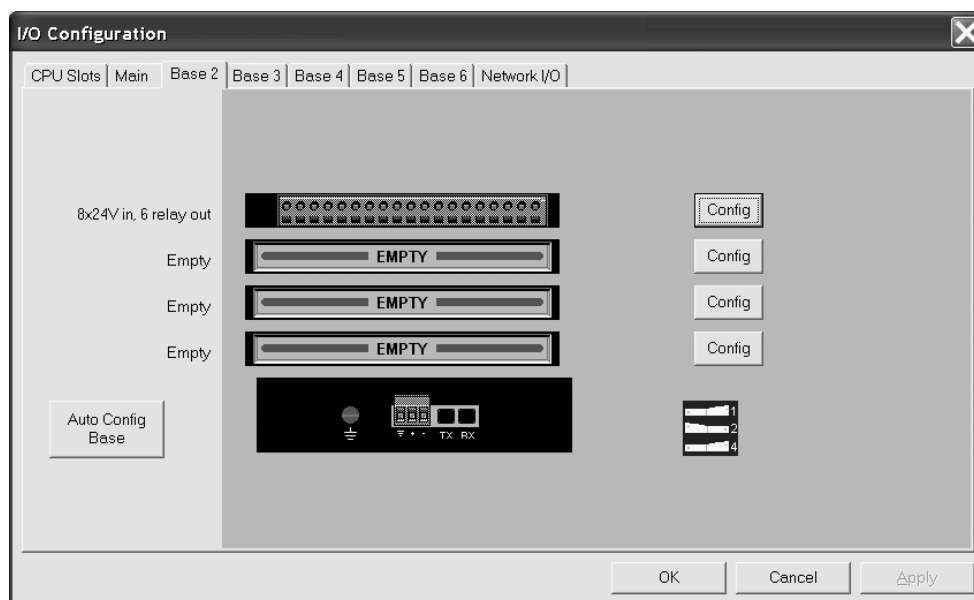 I/O Configuration
CPU Slots Main Base 2 Base 3 Base 4 Base 5 Base 6 Network I/O
8x24V in, 6 relay out Config
Empty EMPTY Config
Empty EMPTY Config
Empty EMPTY Config
Auto Config
Base
+ - TX RX
1
2
4
OK Cancel Apply